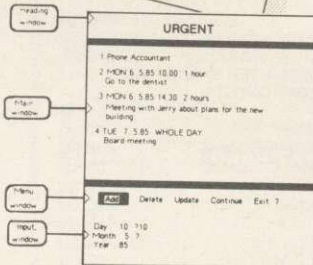 Heading
window
URGENT
1 Phone Accountant
2 MON 6. 5.85 10.00 1 hour
Go to the dentist
3 MON 6. 5.85 14.30 2 hours
Meeting with Jerry about plans for the new
building
4 TUE 7. 5.85 WHOLE DAY
Board meeting
Main
window
Menu
window
Add Delete Update Continue Exit ?
Input
window
Day 10 ?10
Month 5 ?
Year 85